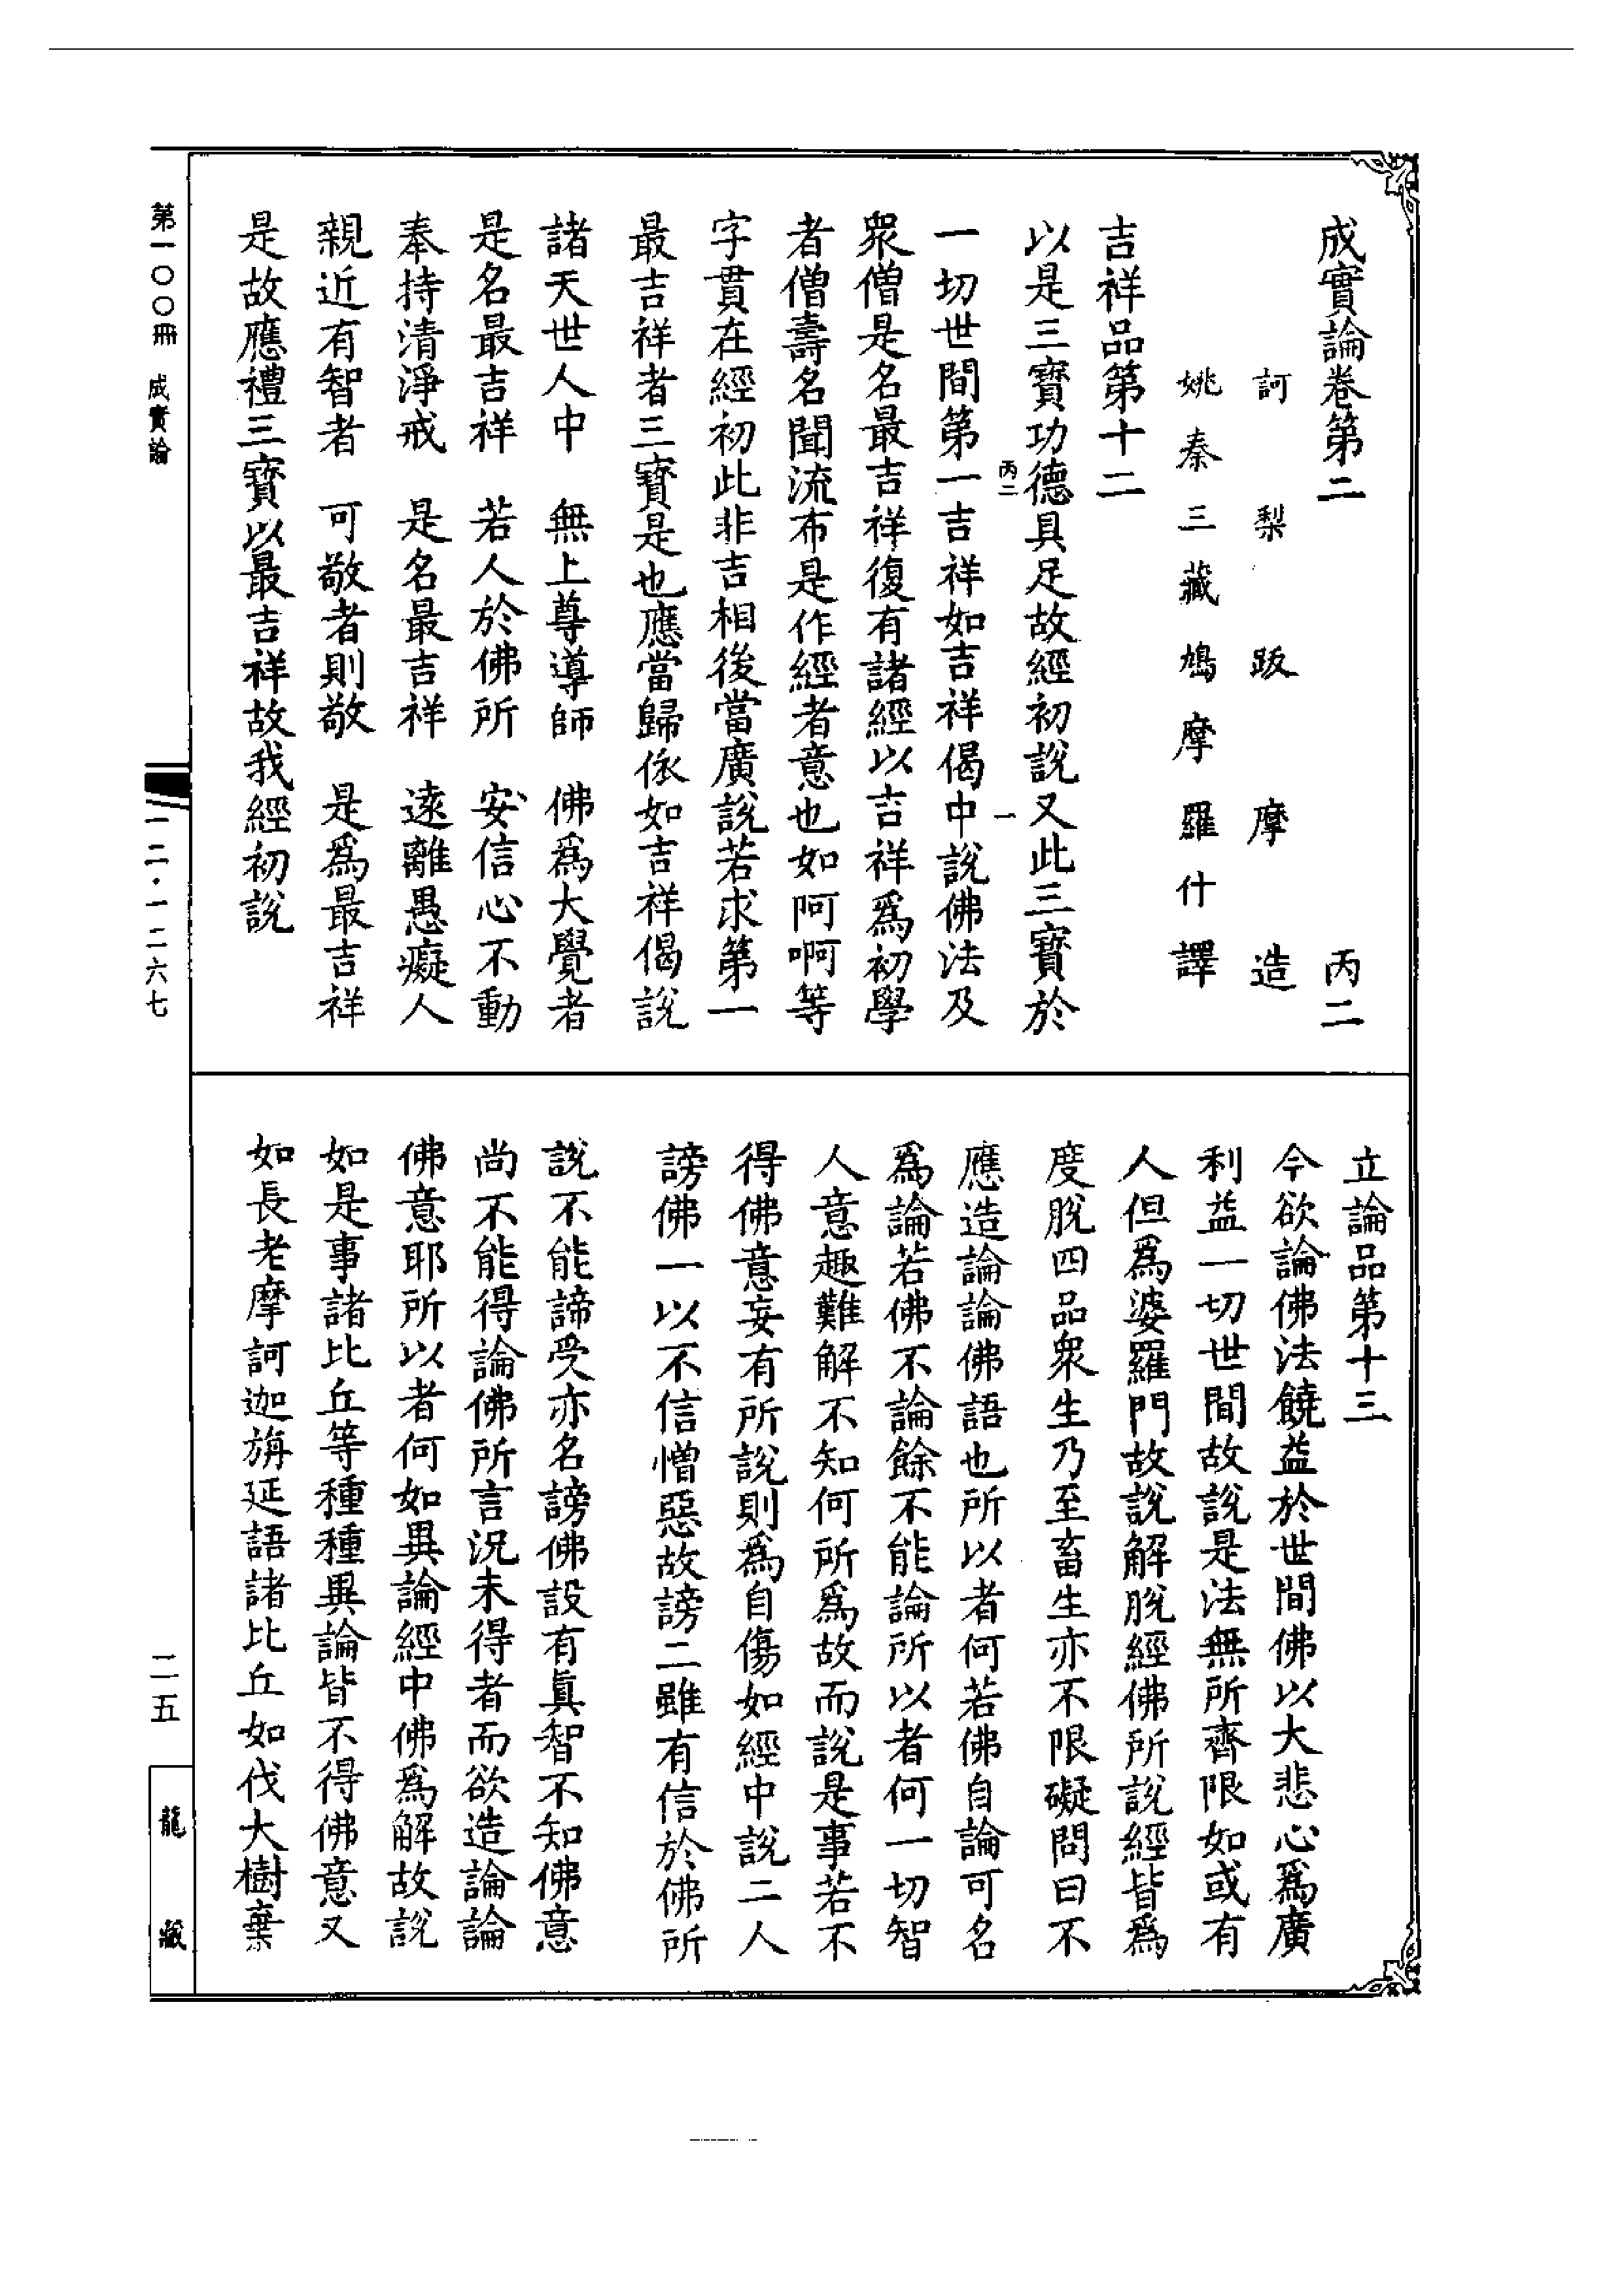 成實論卷第二　丙二
訶梨跋摩造
姚秦三藏鳩摩羅什譯
吉祥品第十二
以是三寶功德具足故經初說又此三寶於
丙二　一
一切世間第一吉祥如吉祥偈中說佛法及
眾僧是名最吉祥復有諸經以吉祥爲初學
者僧壽名聞流布是作經者意也如阿啊等
字貫在經初此非吉相後當廣說若求第一
最吉祥者三寶是也應當歸依如吉祥偈說
諸天世人中　無上尊導師　佛爲大覺者
是名最吉祥　若人於佛所　安信心不動
奉持清淨戒　是名最吉祥　遠離愚癡人
親近有智者　可敬者則敬　是爲最吉祥
是故應禮三寶以最吉祥故我經初說
立論品第十三
今欲論佛法饒益於世間佛以大悲心爲廣
利益一切世間故說是法無所齊限如或有
人但爲婆羅門故說解脫經佛所說經皆爲
度脫四品眾生乃至畜生亦不限礙問曰不
應造論論佛語也所以者何若佛自論可名
爲論若佛不論餘不能論所以者何一切智
人意趣難解不知何所爲故而說是事若不
得佛意妄有所說則爲自傷如經中說二人
謗佛一以不信憎惡故謗二雖有信於佛所
說不能諦受亦名謗佛設有真智不知佛意
尚不能得論佛所言況未得者而欲造論論
佛意耶所以者何如異論經中佛爲解故說
如是事諸比丘等種種異論皆不得佛意又
如長老摩訶迦旃延語諸比丘如伐大樹棄
第一〇〇冊　成實論
一二·一二六七
二五
龍藏